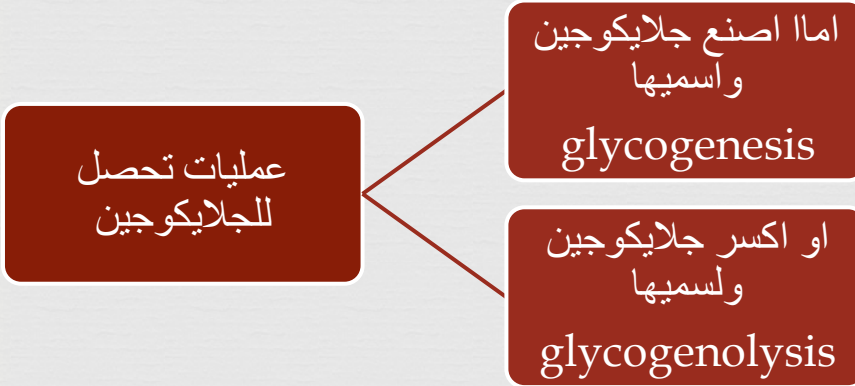 عمليات تحصل
للجلايكوجين
اماا اصنع جلايكوجين
واسميها
glycogenesis
او اكسر جلايكوجين
ولسميها
glycogenolysis